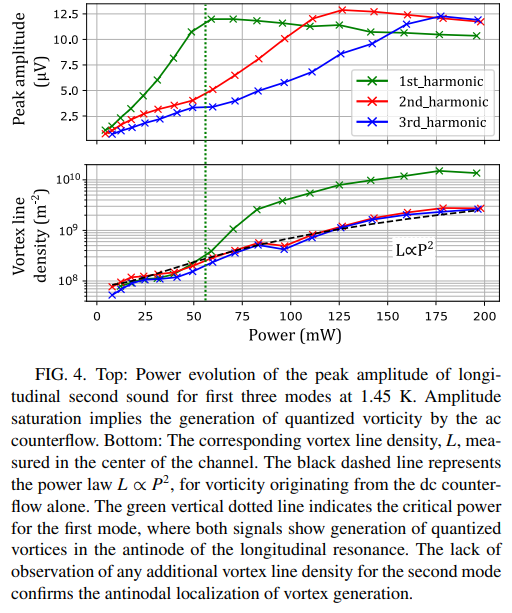 12.5
10.0
7.5
5.0
2.5
Peak amplitude
(μV)
1st_harmonic
2nd_harmonic
3rd_harmonic
10¹⁰
10⁹
10⁸
Vortex line
density (m⁻²)
L∝P²
0 25 50 75 100 125 150 175 200
Power (mW)
FIG. 4. Top: Power evolution of the peak amplitude of longi-
tudinal second sound for first three modes at 1.45 K. Amplitude
saturation implies the generation of quantized vorticity by the ac
counterflow. Bottom: The corresponding vortex line density, L, mea-
sured in the center of the channel. The black dashed line represents
the power law L ∝ P², for vorticity originating from the dc counter-
flow alone. The green vertical dotted line indicates the critical power
for the first mode, where both signals show generation of quantized
vortices in the antinode of the longitudinal resonance. The lack of
observation of any additional vortex line density for the second mode
confirms the antinodal localization of vortex generation.